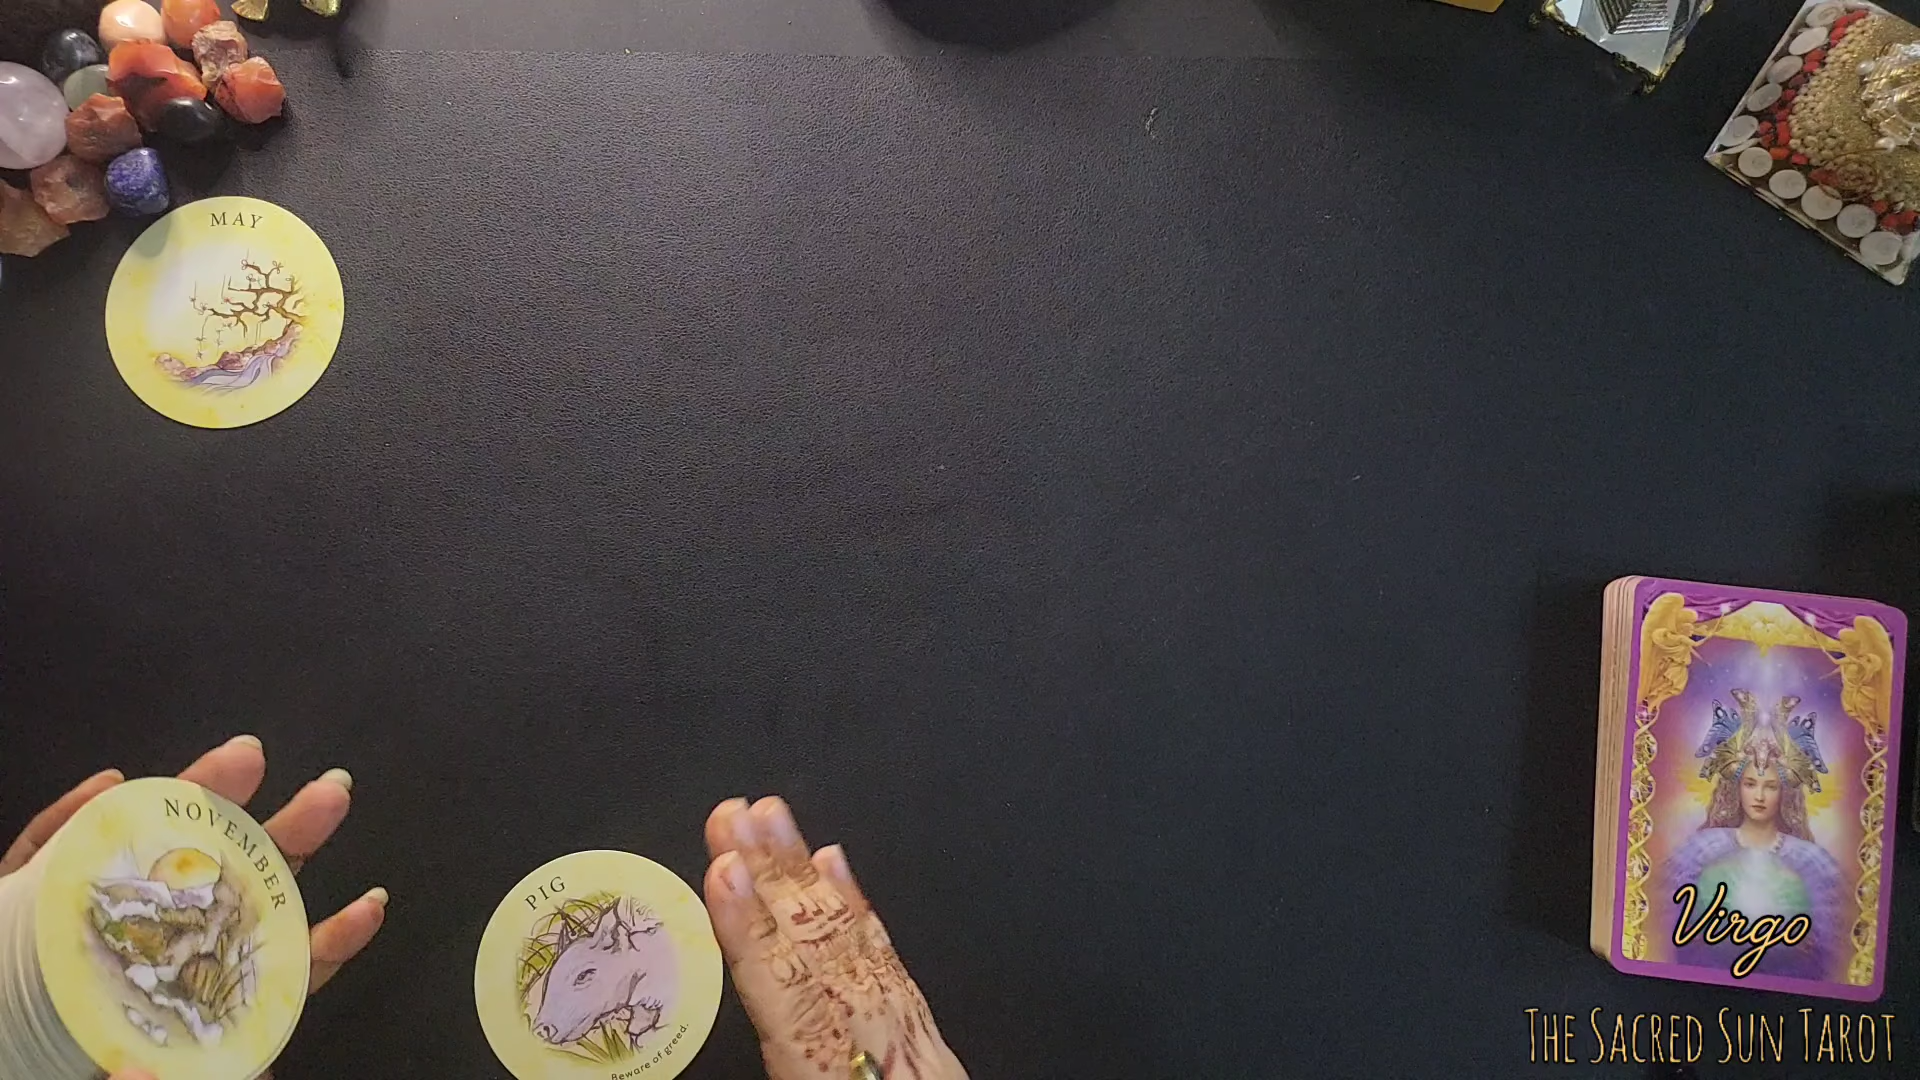 MAY
NOVEMBER
PIG
Beware of greed.
Virgo
THE SACRED SUN TAROT